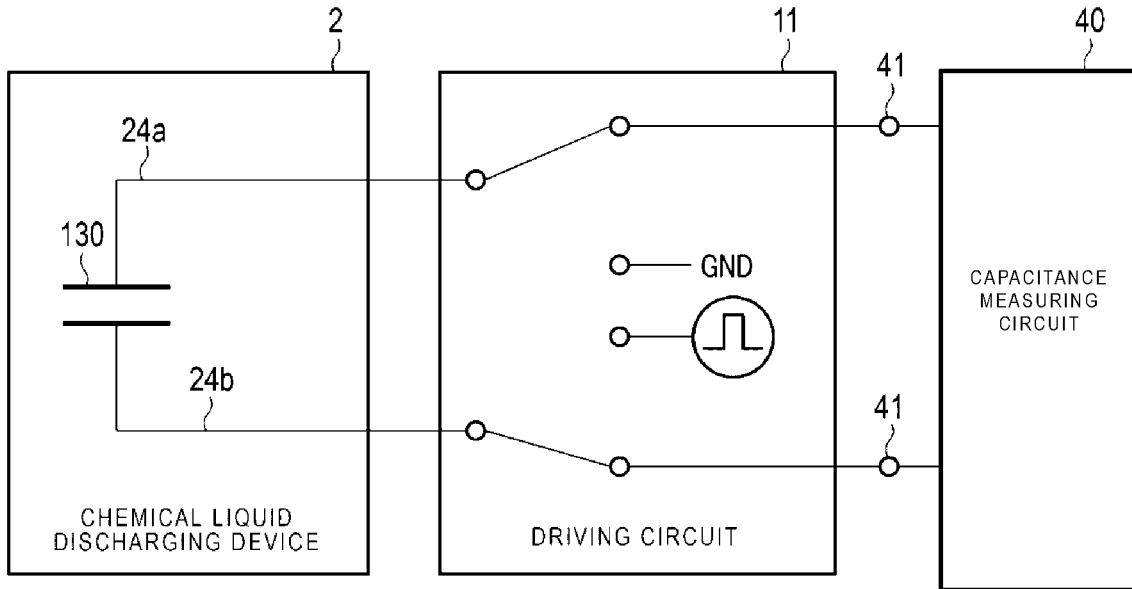 2
11
40
41
24a
130
GND
CAPACITANCE
MEASURING
CIRCUIT
24b
41
CHEMICAL LIQUID
DISCHARGING DEVICE
DRIVING CIRCUIT